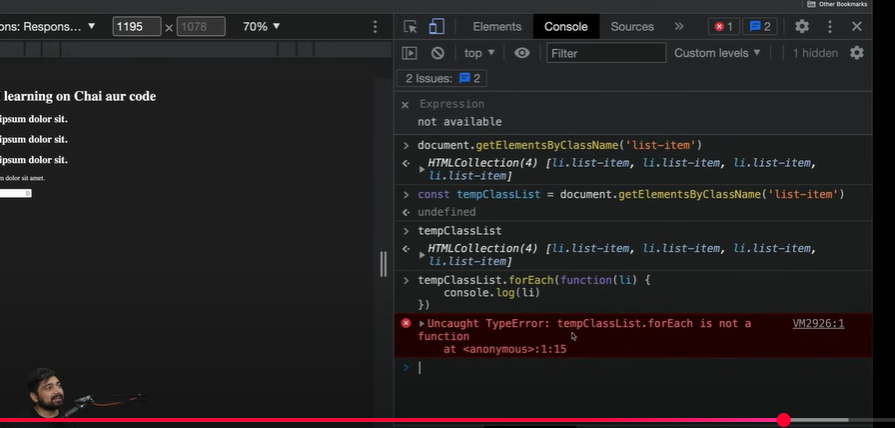 Other Bookmarks
ons: Respons... ▼ 1195 × 1078 70% ▼
Elements Console Sources » 1 2
top ▼ Filter Custom levels ▼ 1 hidden
2 Issues: 2
learning on Chai aur code
ipsum dolor sit.
ipsum dolor sit.
ipsum dolor sit.
m dolor sit amet.
Expression
not available
document.getElementsByClassName('list-item')
HTMLCollection(4) [li.list-item, li.list-item, li.list-item,
li.list-item]
const tempClassList = document.getElementsByClassName('list-item')
undefined
tempClassList
HTMLCollection(4) [li.list-item, li.list-item, li.list-item,
li.list-item]
tempClassList.forEach(function(li) {
console.log(li)
})
Uncaught TypeError: tempClassList.forEach is not a VM2926:1
function
at <anonymous>:1:15